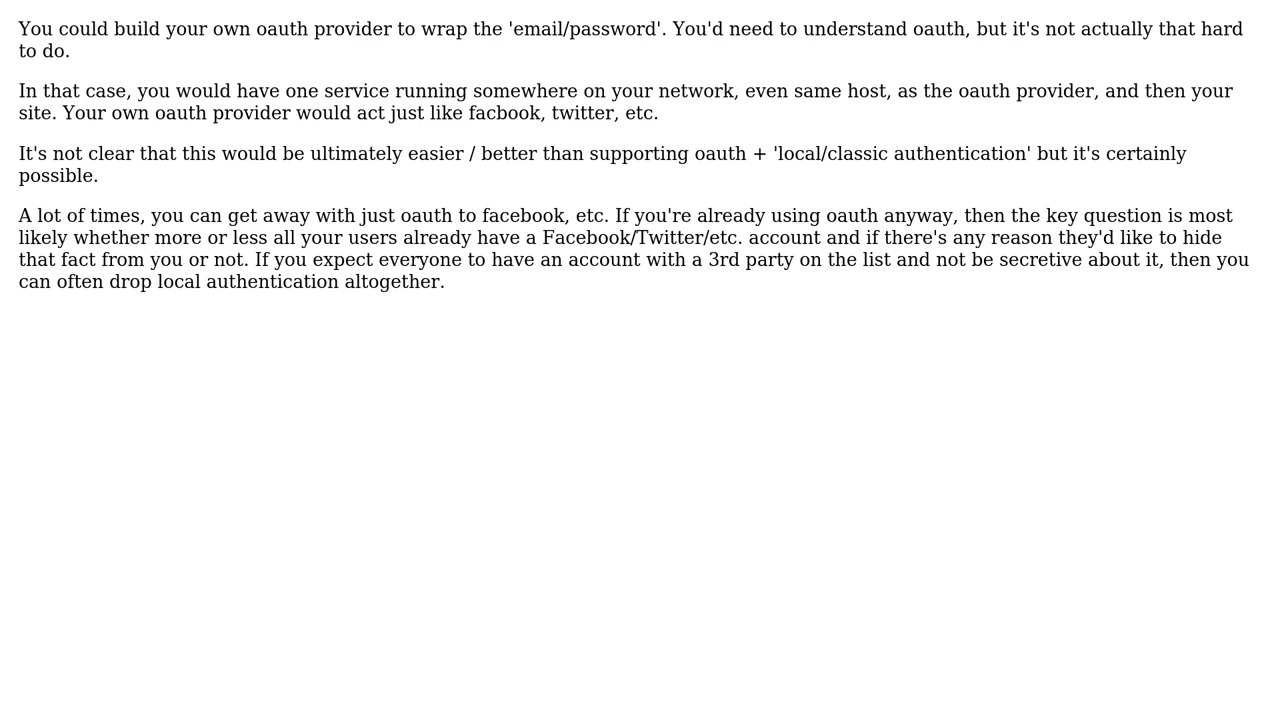 You could build your own oauth provider to wrap the 'email/password'. You'd need to understand oauth, but it's not actually that hard
to do.
In that case, you would have one service running somewhere on your network, even same host, as the oauth provider, and then your
site. Your own oauth provider would act just like facbook, twitter, etc.
It's not clear that this would be ultimately easier / better than supporting oauth + 'local/classic authentication' but it's certainly
possible.
A lot of times, you can get away with just oauth to facebook, etc. If you're already using oauth anyway, then the key question is most
likely whether more or less all your users already have a Facebook/Twitter/etc. account and if there's any reason they'd like to hide
that fact from you or not. If you expect everyone to have an account with a 3rd party on the list and not be secretive about it, then you
can often drop local authentication altogether.